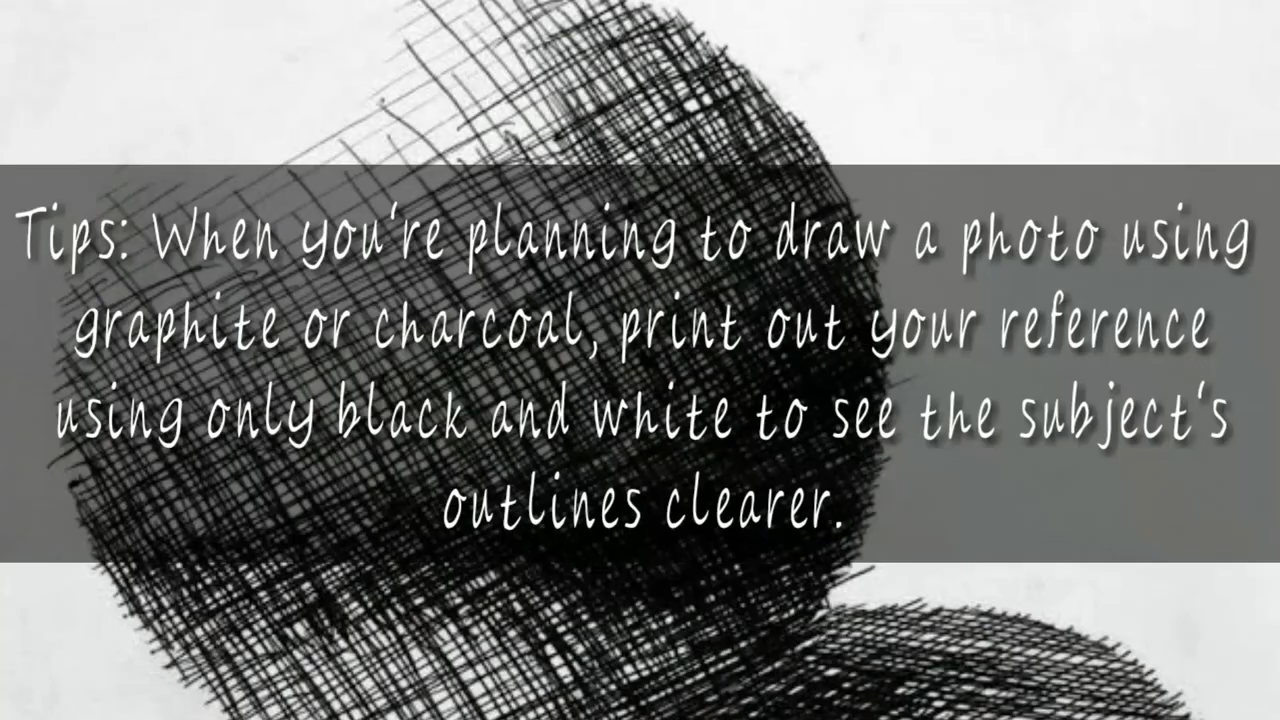 Tips: When you're planning to draw a photo using
graphite or charcoal, print out your reference
using only black and white to see the subject's
outlines clearer.